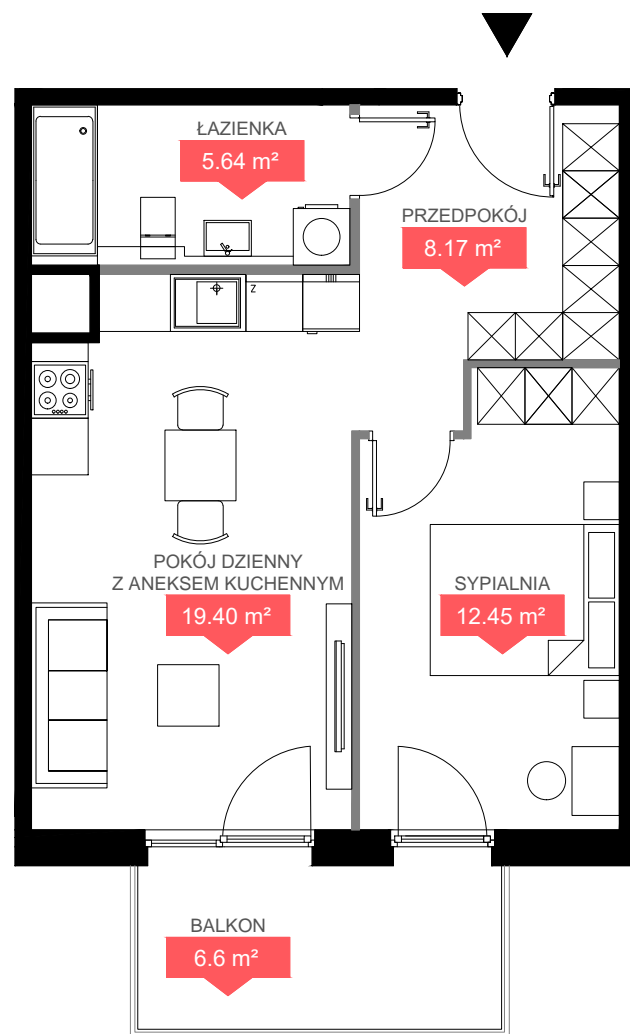 ŁAZIENKA
5.64 m²
PRZEDPOKÓJ
8.17 m²
Z
POKÓJ DZIENNY
Z ANEKSEM KUCHENNYM
19.40 m²
SYPIALNIA
12.45 m²
BALKON
6.6 m²